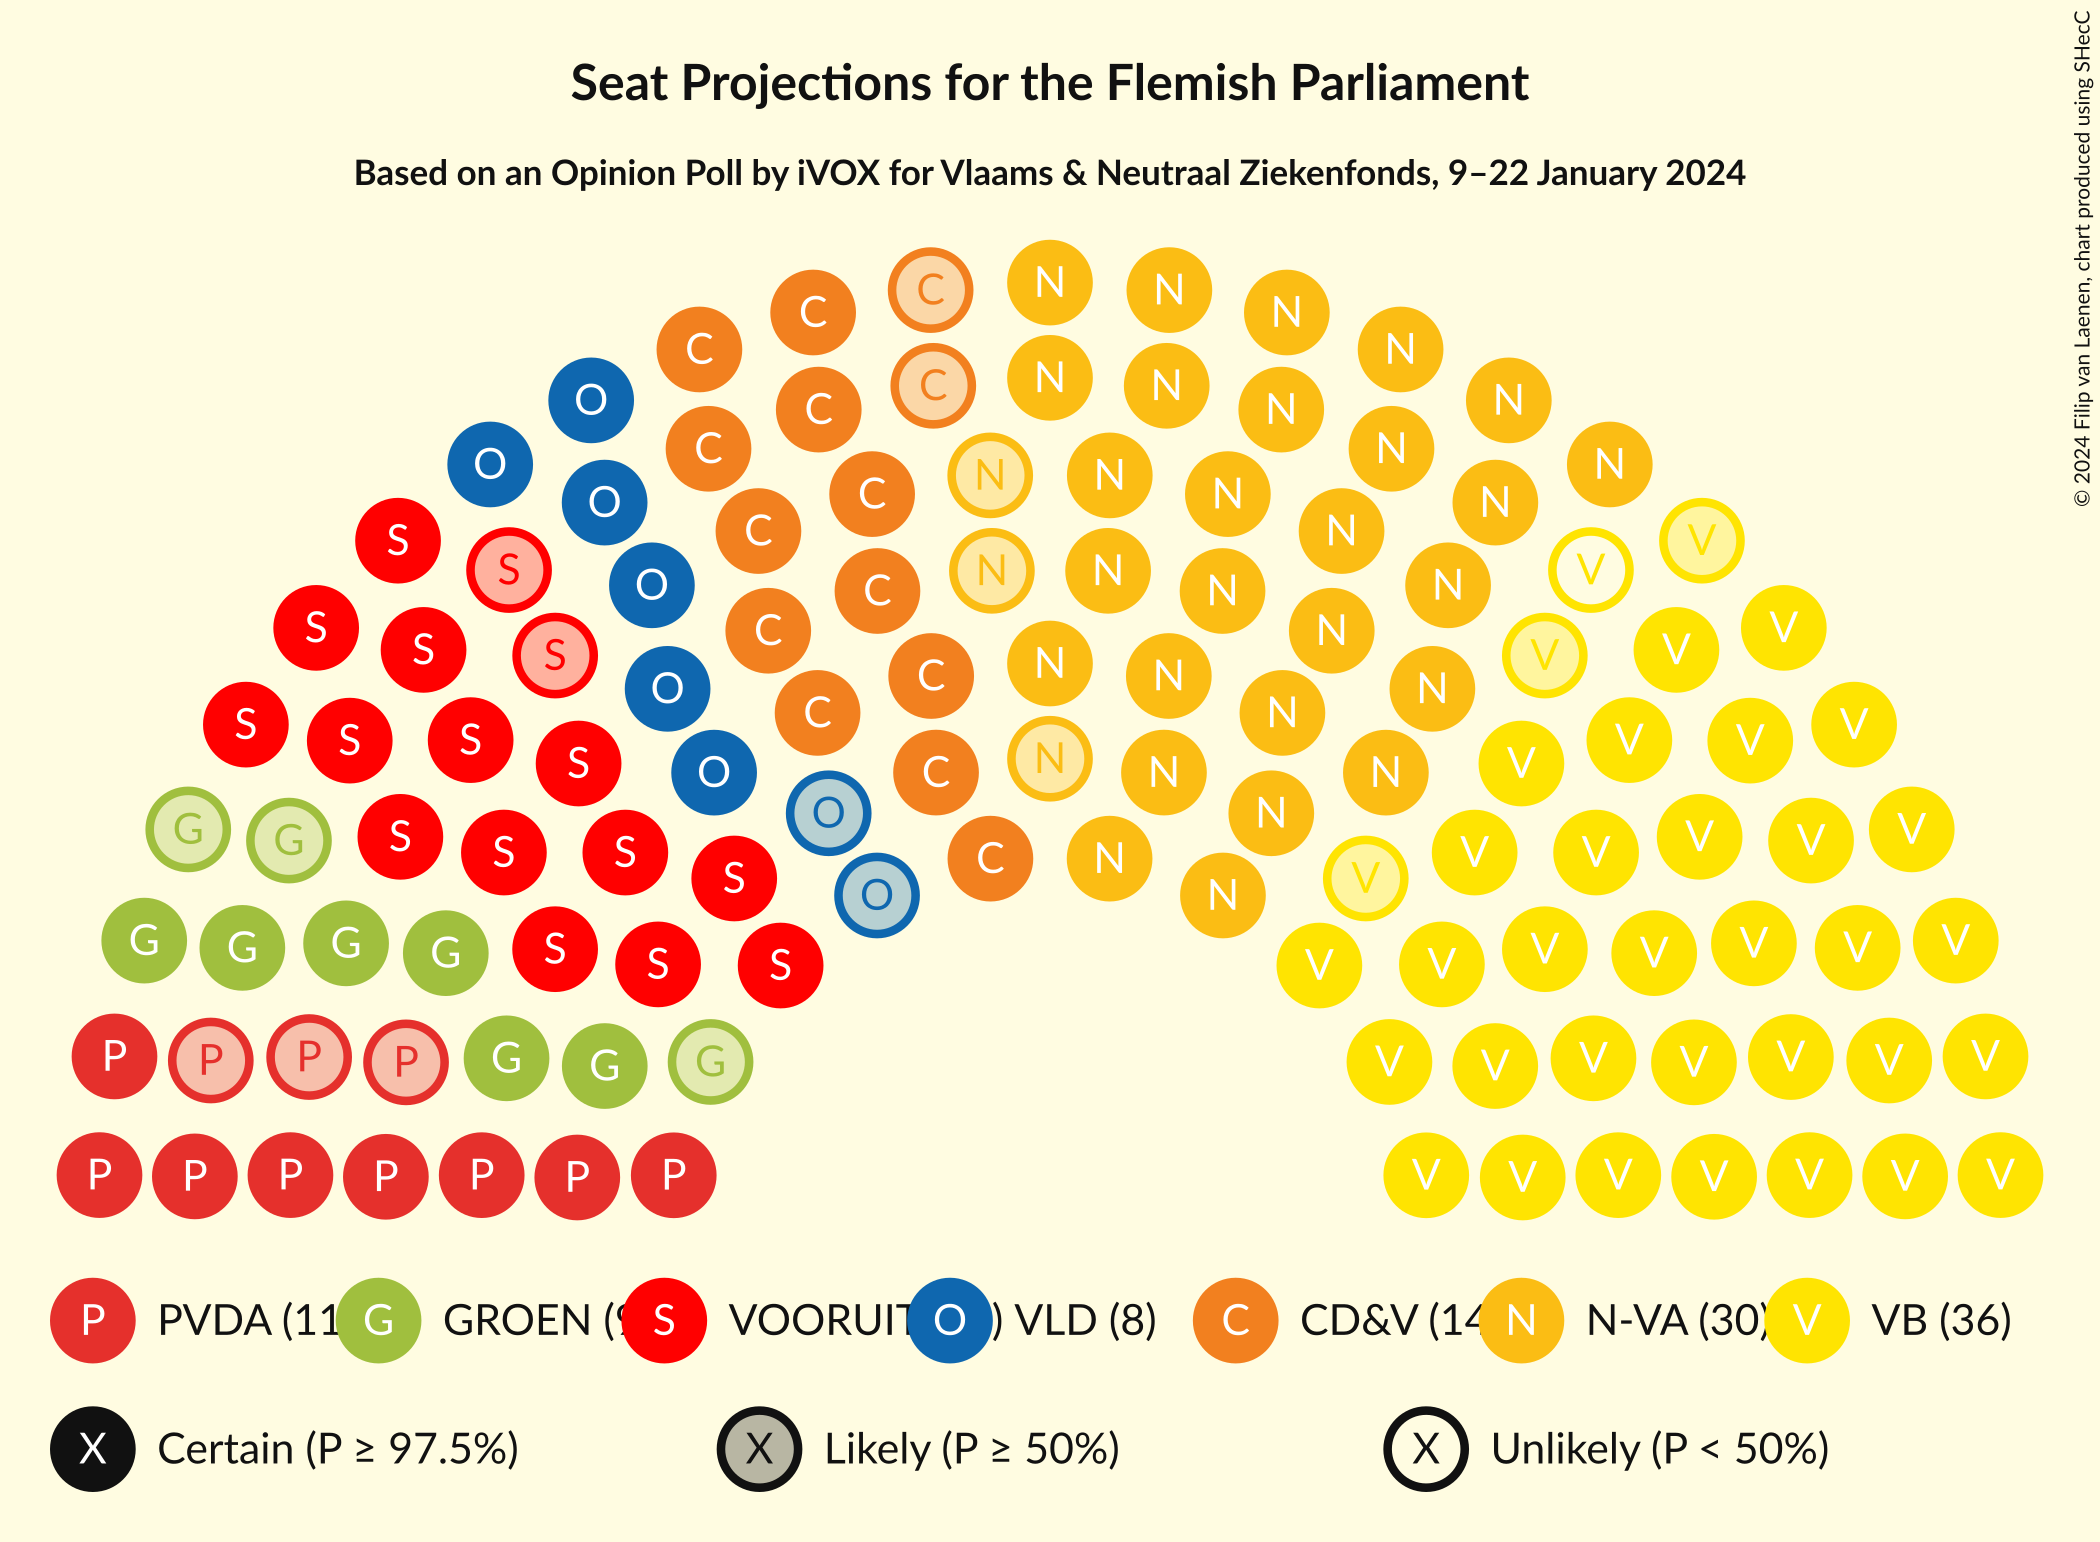 Seat Projections for the Flemish Parliament
Based on an Opinion Poll by iVOX for Vlaams & Neutraal Ziekenfonds, 9–22 January 2024
© 2024 Filip van Laenen, chart produced using SHecC
C C N N N
O C C C N N N N N
O O C C N N N N N N
S S O C C N N N N N V V
S S S O C C N N N N V V V
S S S S O C C N N N N V V V V
G G S S S S O O C N N N V V V V V V
G G G G S S S V V V V V V V
P P P P G G G V V V V V V V
P P P P P P P V V V V V V V
P PVDA (11 G GROEN ( S VOORUIT O ) VLD (8) C CD&V (14 N N-VA (30) V VB (36)
X Certain (P ≥ 97.5%) X Likely (P ≥ 50%) X Unlikely (P < 50%)